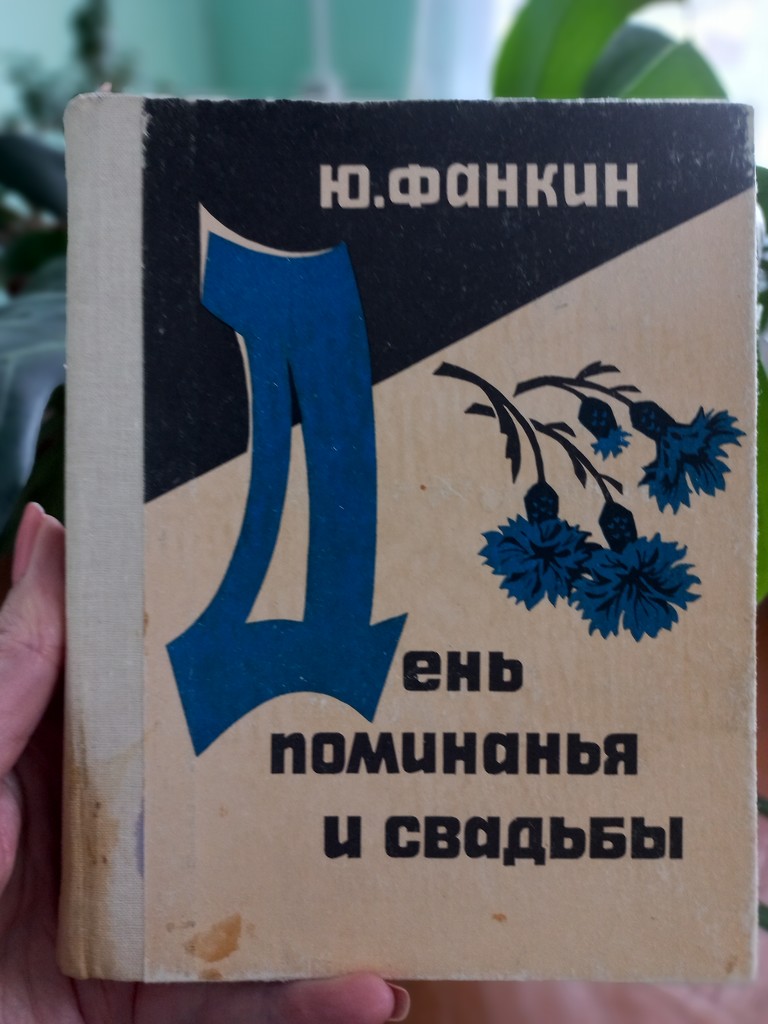 Ю.ФАНКИН
День
поминанья
и свадьбы